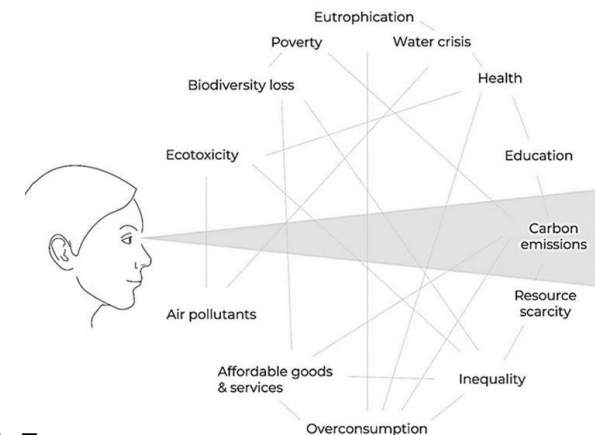 Eutrophication
Poverty
Water crisis
Health
Biodiversity loss
Ecotoxicity
Education
Carbon
emissions
Resource
scarcity
Air pollutants
Affordable goods
& services
Inequality
Overconsumption